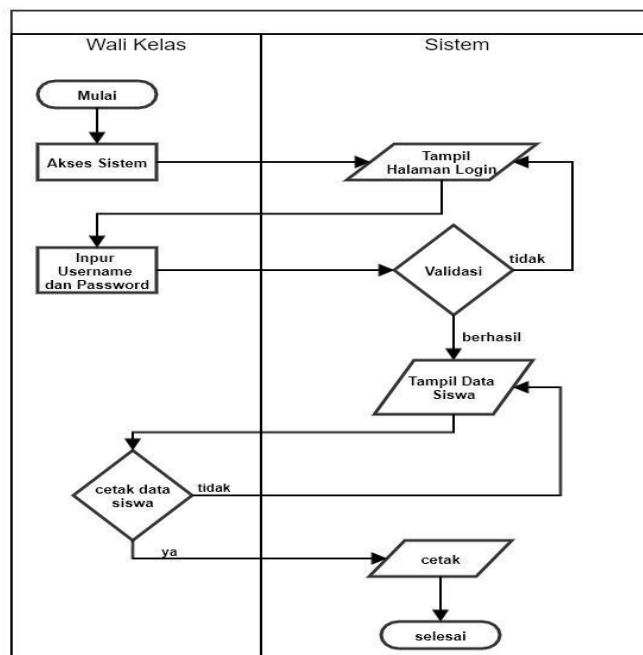 Wali Kelas
Sistem
Mulai
Akses Sistem
Tampil
Halaman Login
Inpur
Username
dan Password
Validasi
tidak
berhasil
Tampil Data
Siswa
cetak data
siswa
tidak
ya
cetak
selesai